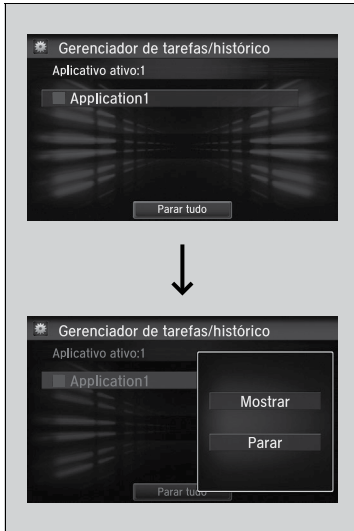 Gerenciador de tarefas/histórico
Aplicativo ativo:1
Application1
Parar tudo
Gerenciador de tarefas/histórico
Aplicativo ativo:1
Application1
Mostrar
Parar
Parar tudo